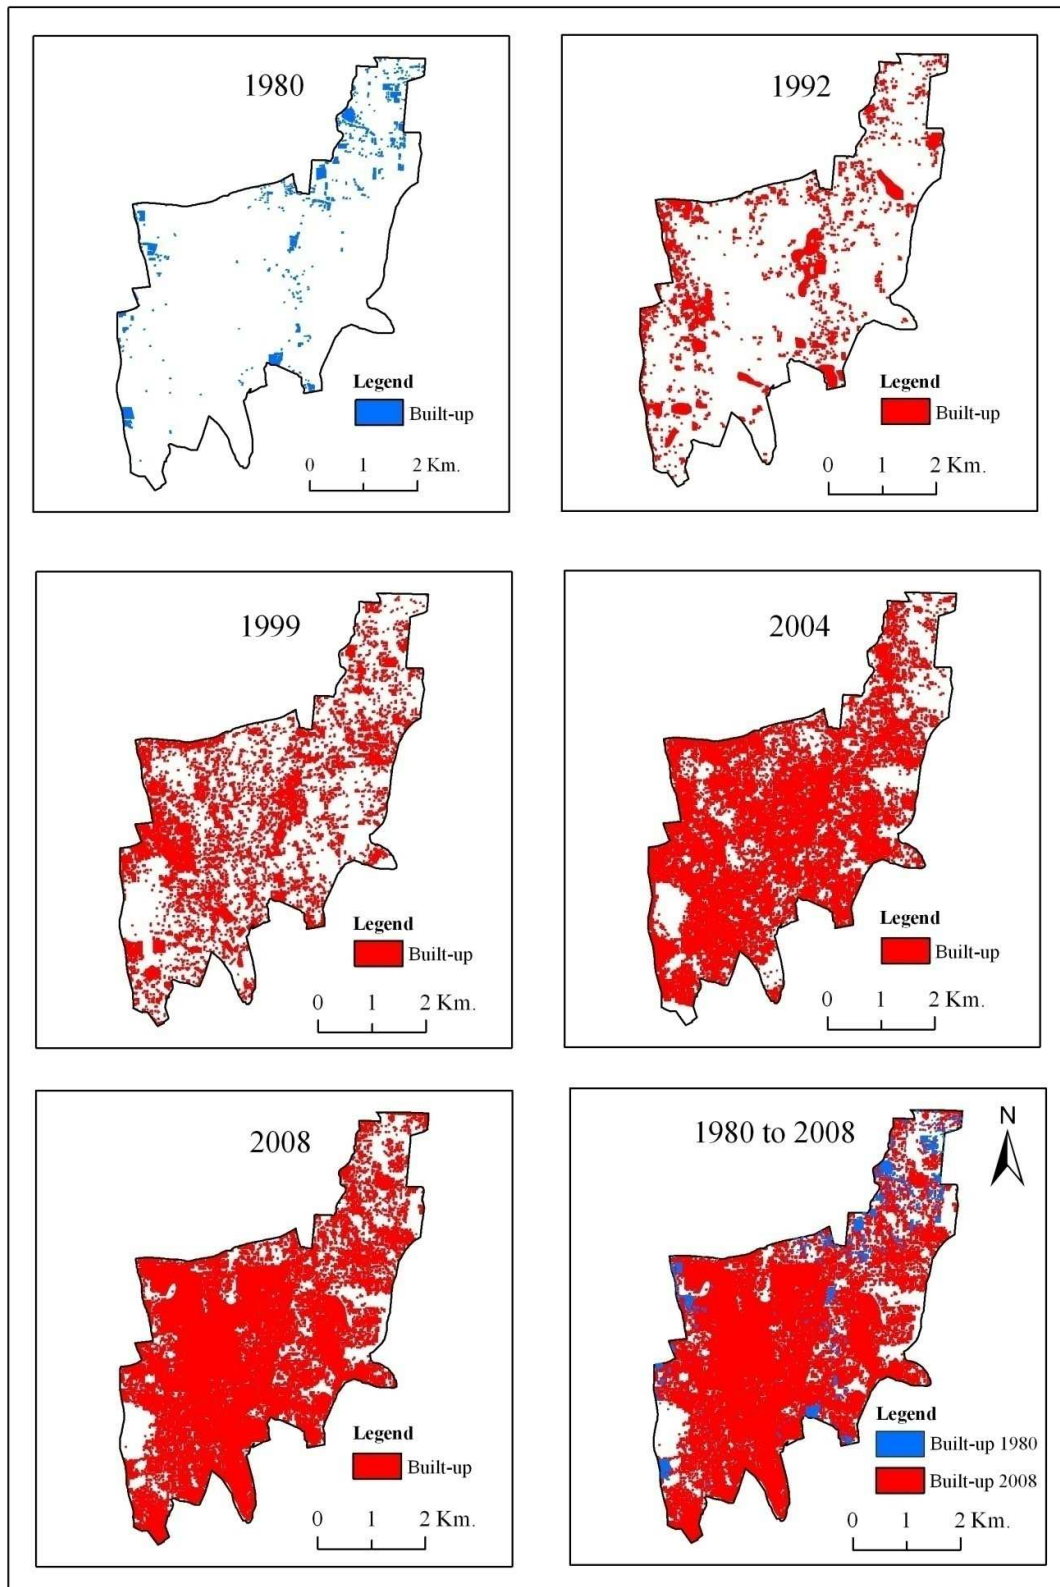 1980
Legend
Built-up
0 1 2 Km.
1992
Legend
Built-up
0 1 2 Km.
1999
Legend
Built-up
0 1 2 Km.
2004
Legend
Built-up
0 1 2 Km.
2008
Legend
Built-up
0 1 2 Km.
1980 to 2008
N
Legend
Built-up 1980
Built-up 2008
0 1 2 Km.